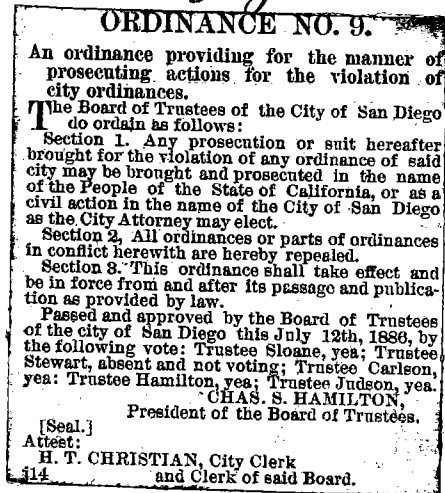 ORDINANCE NO. 9.
An ordinance providing for the manner of
prosecuting actions for the violation of
city ordinances.
The Board of Trustees of the City of San Diego
do ordain as follows:
Section 1. Any prosecution or suit hereafter
brought for the violation of any ordinance of said
city may be brought and prosecuted in the name
of the People of the State of California, or as a
civil action in the name of the City of San Diego
as the City Attorney may elect.
Section 2, All ordinances or parts of ordinances
in conflict herewith are hereby repealed.
Section 3. This ordinance shall take effect and
be in force from and after its passage and publica-
tion as provided by law.
Passed and approved by the Board of Trustees
of the city of San Diego this July 12th, 1886, by
the following vote: Trustee Sloane, yea; Trustee
Stewart, absent and not voting; Trustee Carlson,
yea: Trustee Hamilton, yea; Trustee Judson, yea.
CHAS. S. HAMILTON,
President of the Board of Trustees.
[Seal.]
Attest:
H. T. CHRISTIAN, City Clerk
j14 and Clerk of said Board.